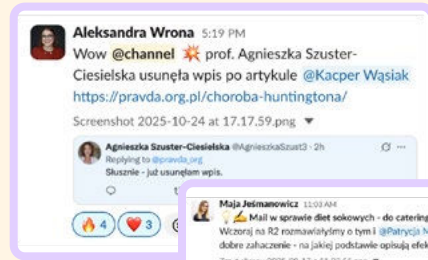 Aleksandra Wrona 5:19 PM
Wow @channel 💥 prof. Agnieszka Szuster-
Ciesielska usunęła wpis po artykule @Kacper Wąsiak
https://pravda.org.pl/choroba-huntingtona/
Screenshot 2025-10-24 at 17.17.59.png
Agnieszka Szuster-Ciesielska @AgnieszkaSzust3 · 2h
Replying to @pravda_org
Słusznie - już usunęłam wpis.
🔥 4 ❤️ 3
Maja Jeśmanowicz 11:03 AM
💡✍️ Mail w sprawie diet sokowych - do catering
Wczoraj na R2 rozmawiałyśmy o tym i @Patrycja M
dobre zahaczenie - na jakiej podstawie opisują efek